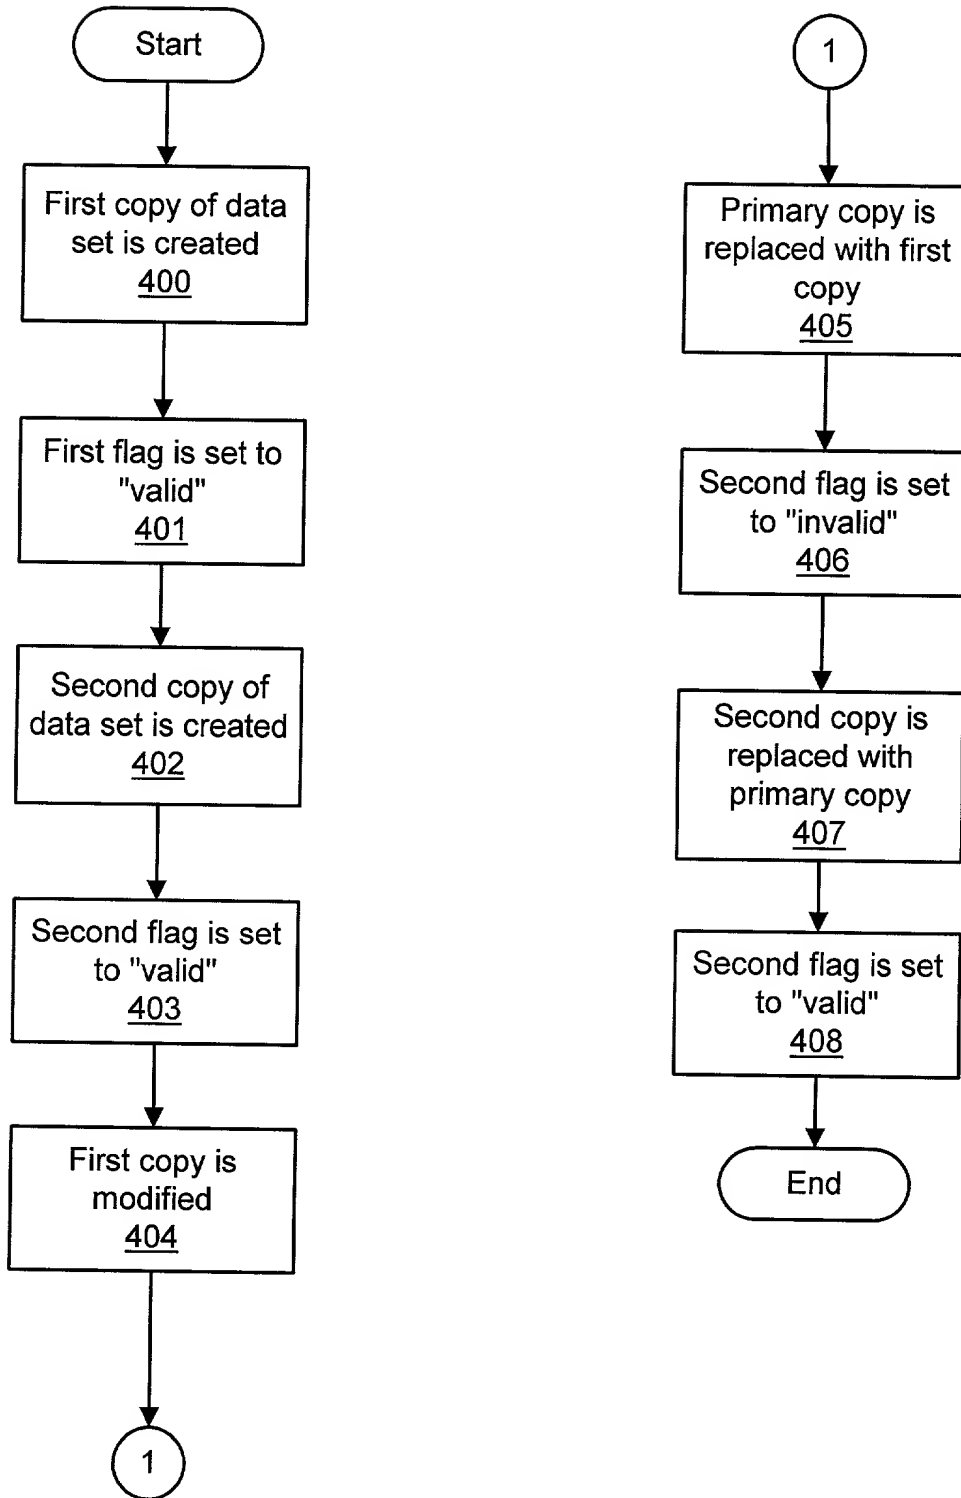 Start
First copy of data
set is created
400
First flag is set to
"valid"
401
Second copy of
data set is created
402
Second flag is set
to "valid"
403
First copy is
modified
404
1
1
Primary copy is
replaced with first
copy
405
Second flag is set
to "invalid"
406
Second copy is
replaced with
primary copy
407
Second flag is set
to "valid"
408
End